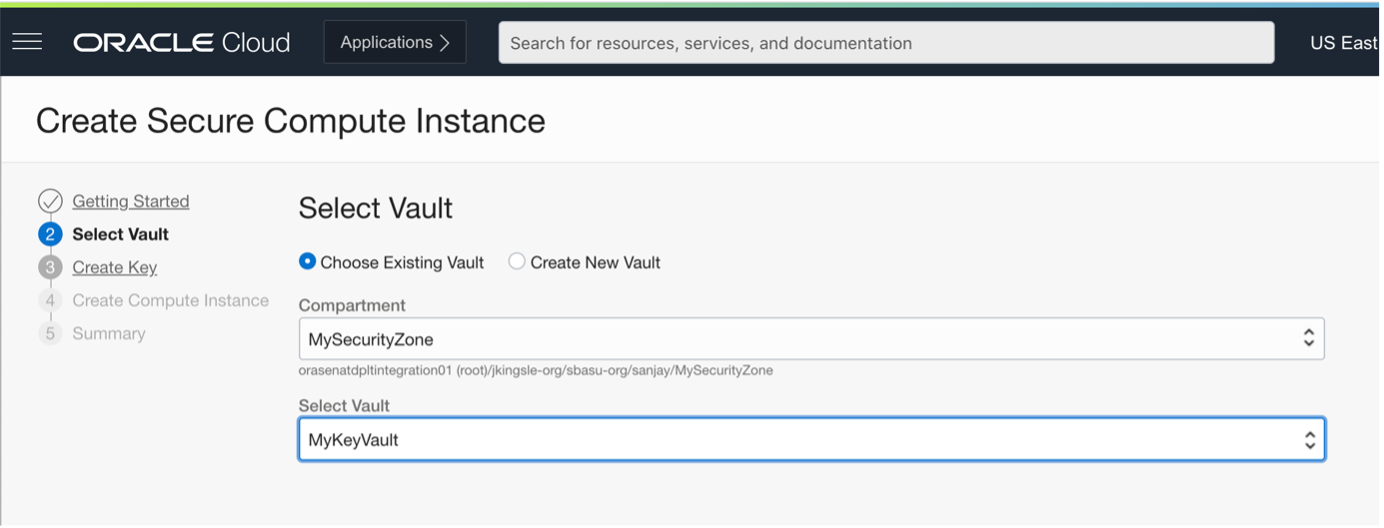 ORACLE Cloud Applications Search for resources, services, and documentation US East
Create Secure Compute Instance
Getting Started
2 Select Vault
3 Create Key
4 Create Compute Instance
5 Summary
Select Vault
Choose Existing Vault Create New Vault
Compartment
MySecurityZone
orasenatdpltintegration01 (root)/jkingsle-org/sbasu-org/sanjay/MySecurityZone
Select Vault
MyKeyVault